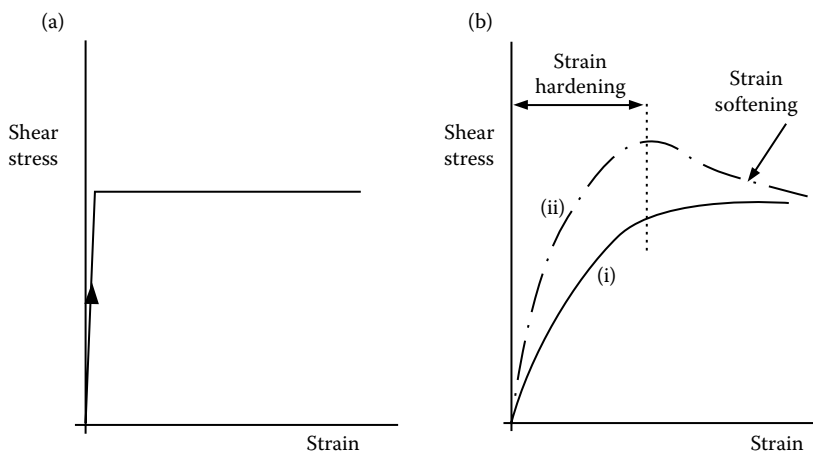 (a)
Shear
stress
Strain
(b)
Strain
hardening
Strain
softening
Shear
stress
(ii)
(i)
Strain